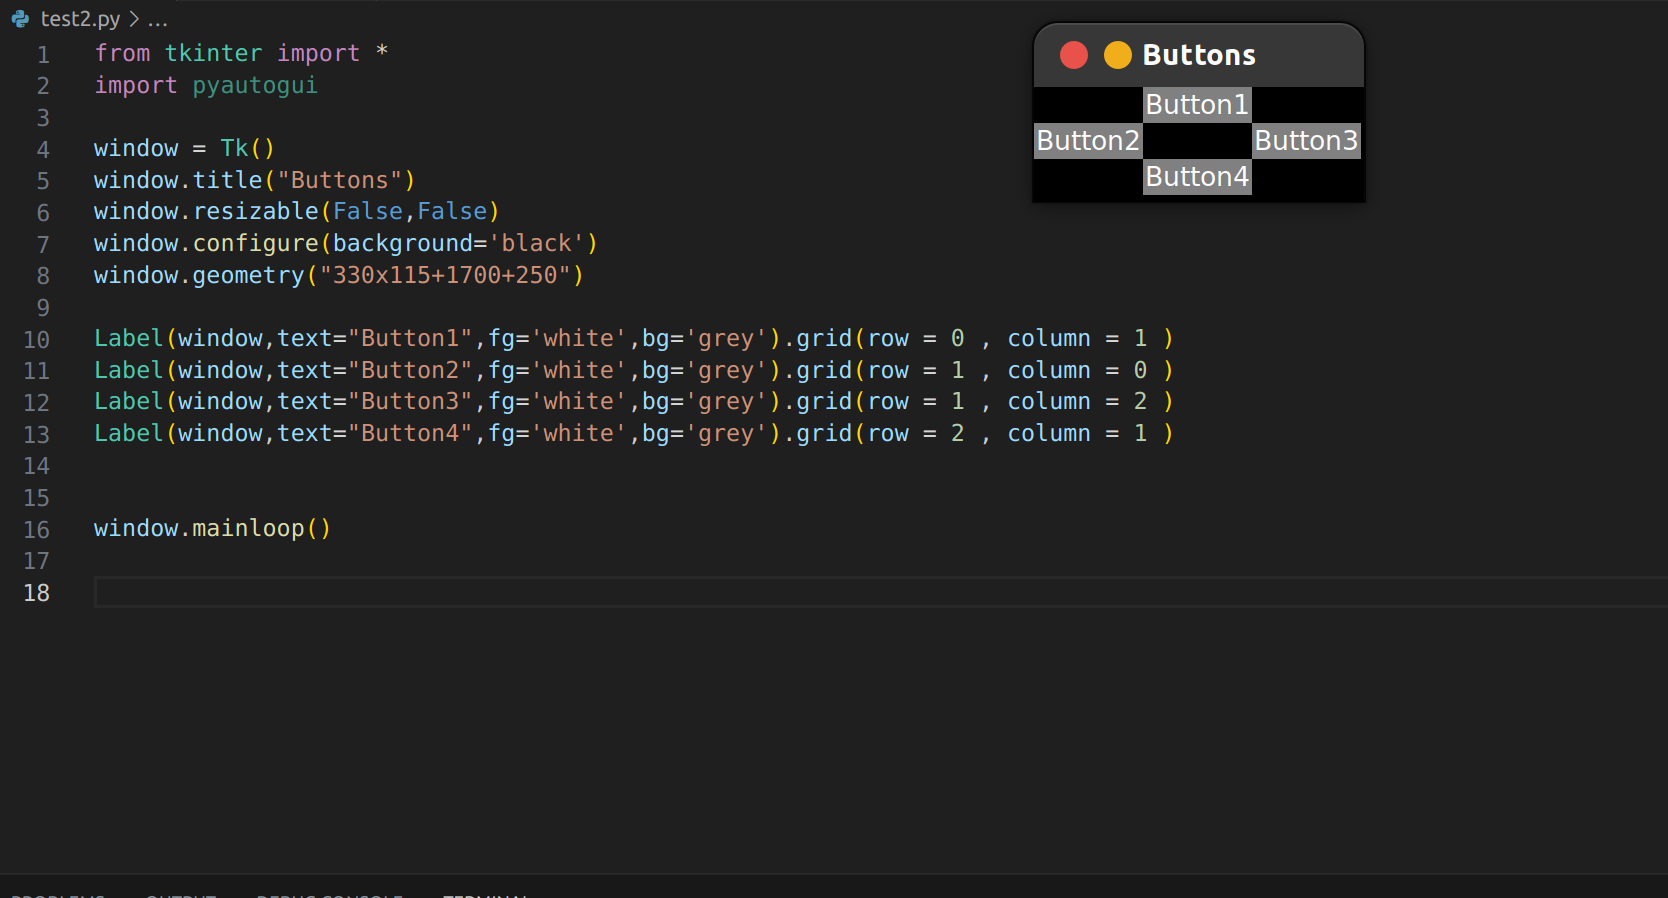 test2.py > ...
1 from tkinter import *
2 import pyautogui
3
4 window = Tk()
5 window.title("Buttons")
6 window.resizable(False,False)
7 window.configure(background='black')
8 window.geometry("330x115+1700+250")
9
10 Label(window,text="Button1",fg='white',bg='grey').grid(row = 0 , column = 1 )
11 Label(window,text="Button2",fg='white',bg='grey').grid(row = 1 , column = 0 )
12 Label(window,text="Button3",fg='white',bg='grey').grid(row = 1 , column = 2 )
13 Label(window,text="Button4",fg='white',bg='grey').grid(row = 2 , column = 1 )
14
15
16 window.mainloop()
17
18
Buttons
Button1
Button2 Button3
Button4
PROBLEMS OUTPUT DEBUG CONSOLE TERMINAL